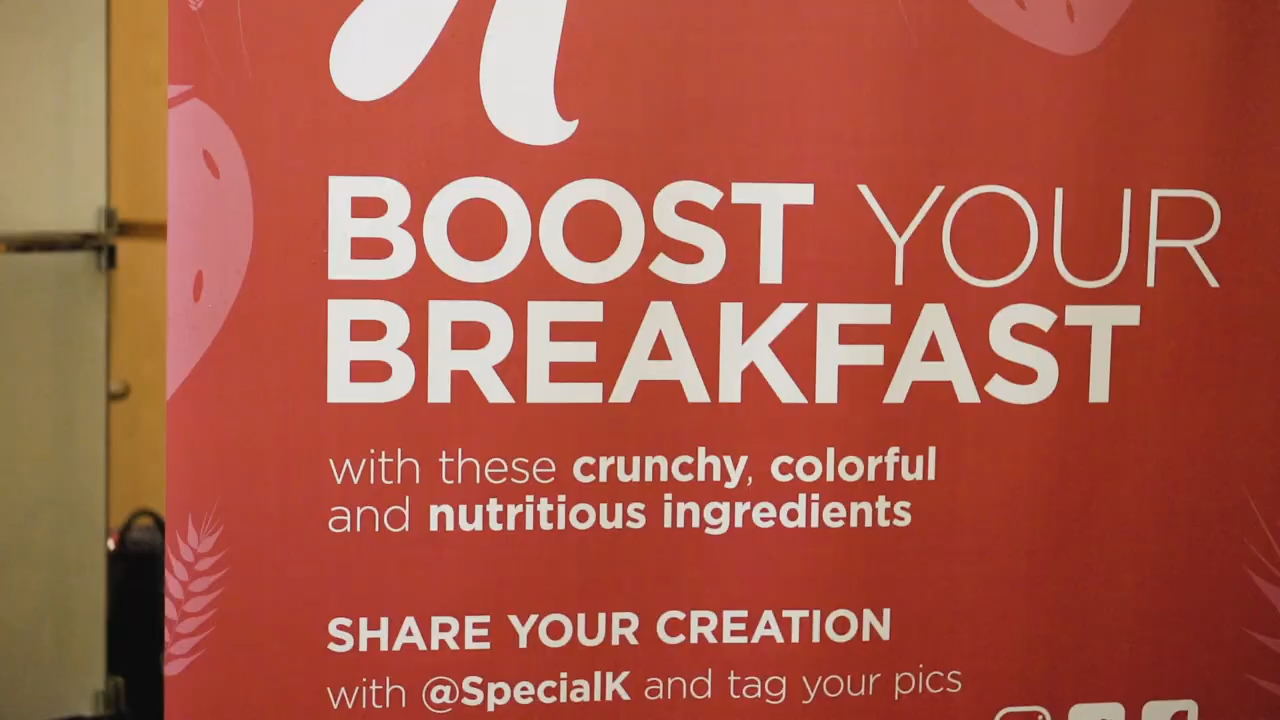 BOOST YOUR
BREAKFAST
with these crunchy, colorful
and nutritious ingredients
SHARE YOUR CREATION
with @SpecialK and tag your pics